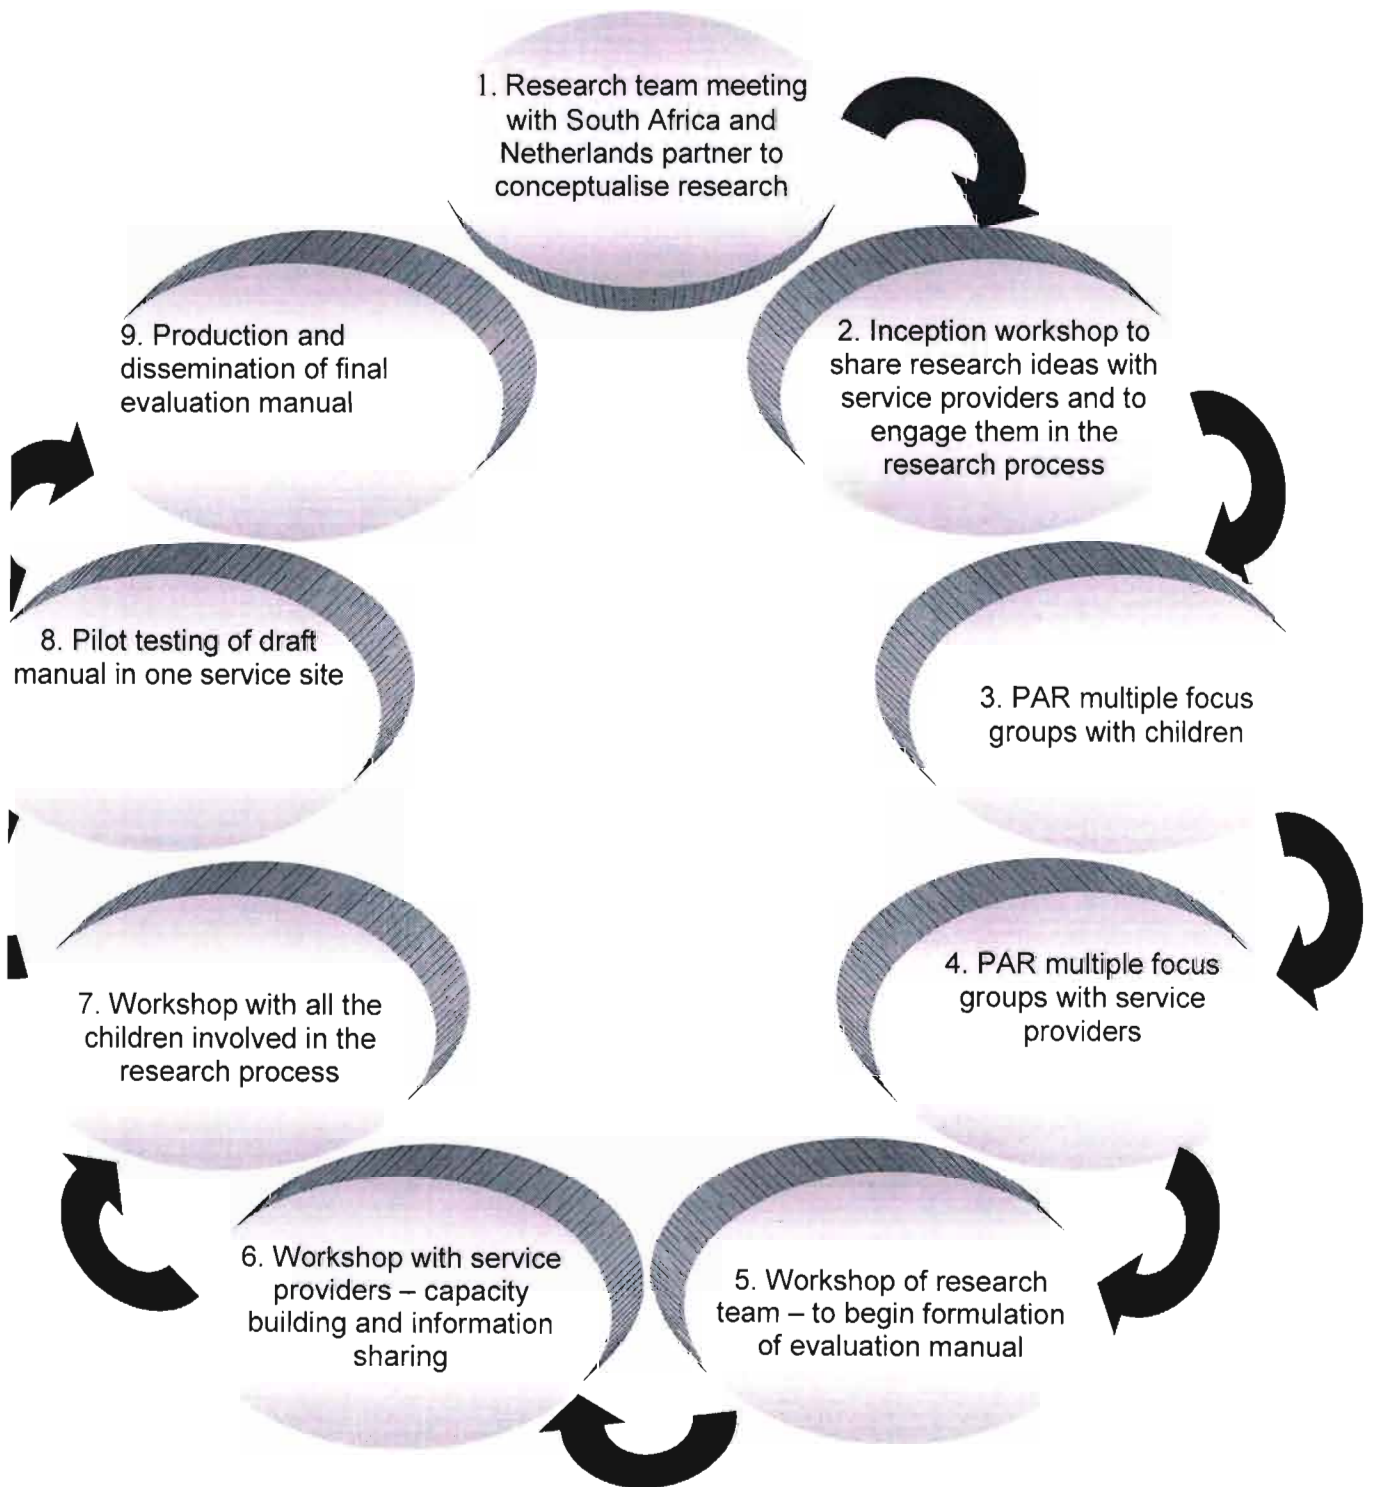 1. Research team meeting
with South Africa and
Netherlands partner to
conceptualise research
2. Inception workshop to
share research ideas with
service providers and to
engage them in the
research process
3. PAR multiple focus
groups with children
4. PAR multiple focus
groups with service
providers
5. Workshop of research
team – to begin formulation
of evaluation manual
6. Workshop with service
providers – capacity
building and information
sharing
7. Workshop with all the
children involved in the
research process
8. Pilot testing of draft
manual in one service site
9. Production and
dissemination of final
evaluation manual